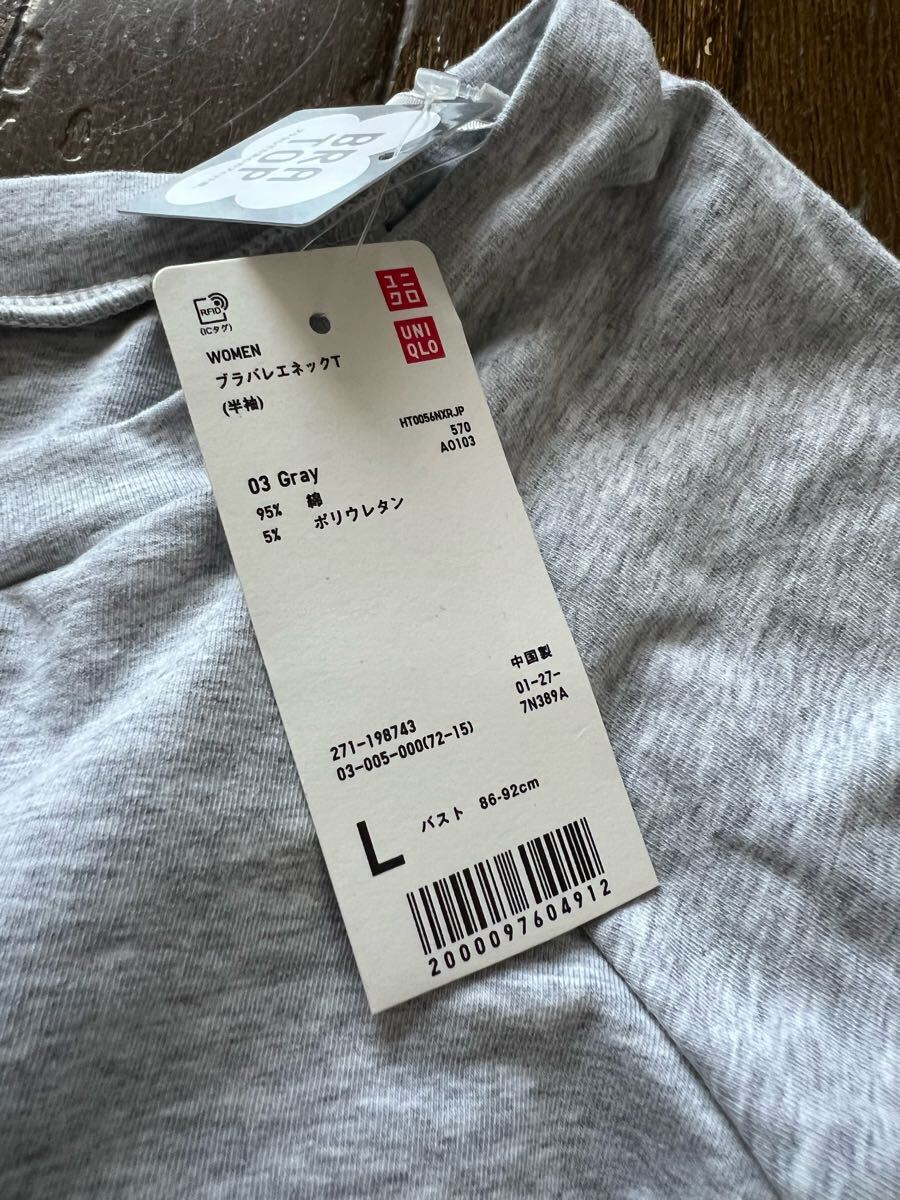 BRA
TOP
RFID
(ICタグ)
ユニ
クロ
UNI
QLO
WOMEN
ブラバレエネックT
(半袖)
HT0056NXRJP
570
A0103
03 Gray
95% 綿
5% ポリウレタン
中国製
01-27-
7N389A
271-198743
03-005-000(72-15)
L バスト 86-92cm
2000097604912